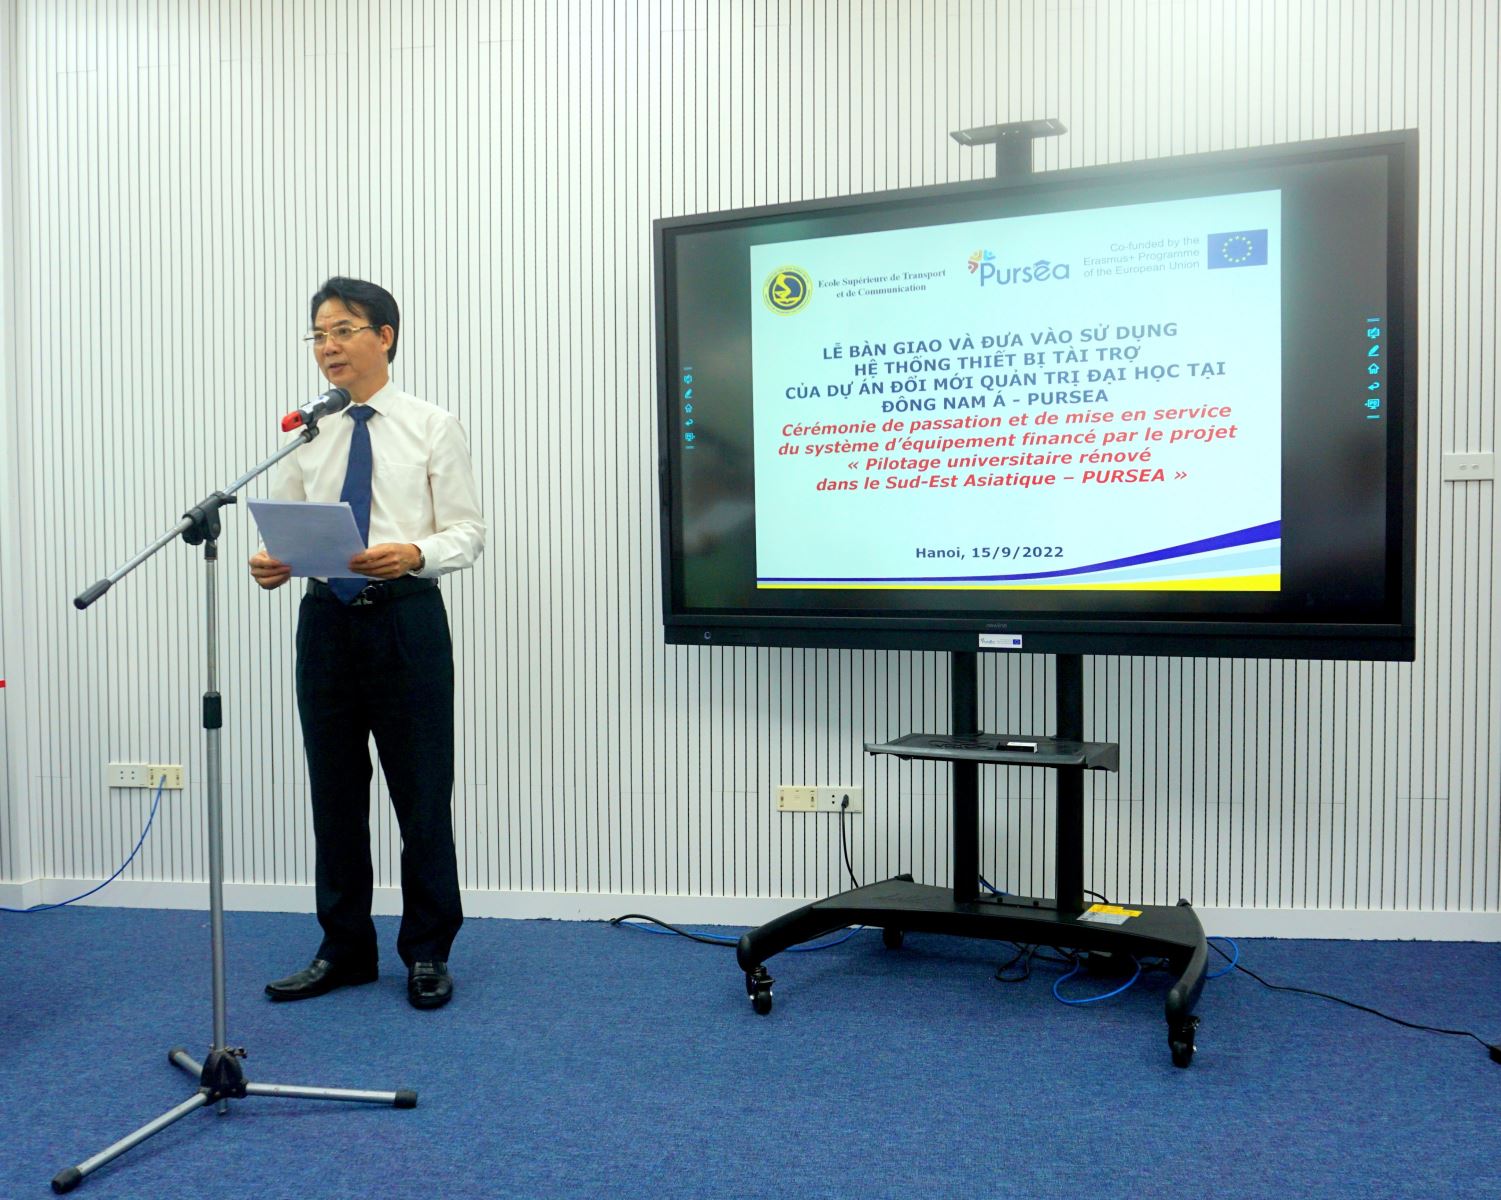 Ecole Supérieure de Transport
et de Communication
Pursea
Co-funded by the
Erasmus+ Programme
of the European Union
LỄ BÀN GIAO VÀ ĐƯA VÀO SỬ DỤNG
HỆ THỐNG THIẾT BỊ TÀI TRỢ
CỦA DỰ ÁN ĐỔI MỚI QUẢN TRỊ ĐẠI HỌC TẠI
ĐÔNG NAM Á - PURSEA
Cérémonie de passation et de mise en service
du système d'équipement financé par le projet
« Pilotage universitaire rénové
dans le Sud-Est Asiatique – PURSEA »
Hanoi, 15/9/2022